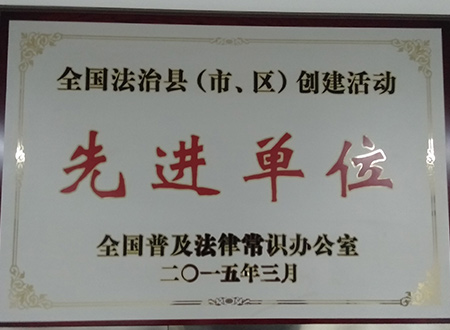 全国法治县（市、区）创建活动
先进单位
全国普及法律常识办公室
二〇一五年三月